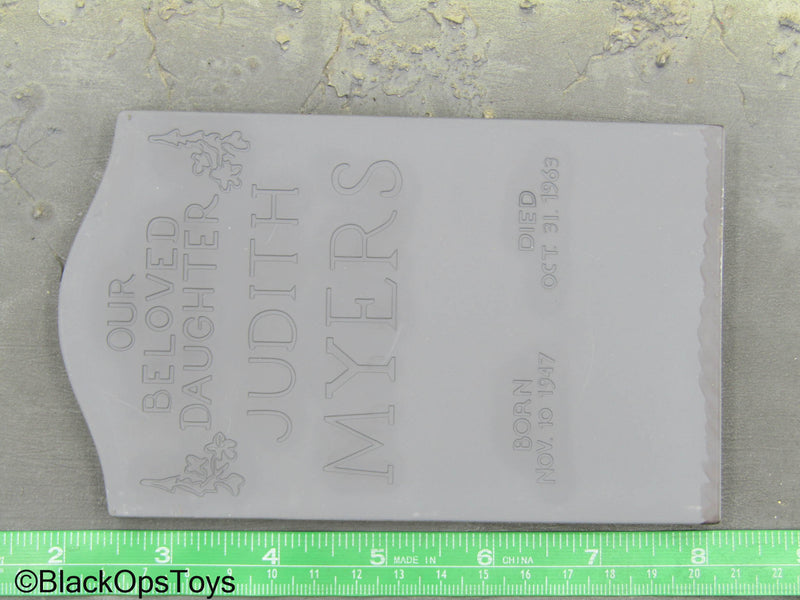 OUR
BELOVED
DAUGHTER
JUDITH
MYERS
BORN
NOV. 10 1947
DIED
OCT. 31. 1963
2 3 4 5 MADE IN 6 CHINA 7 8
10 11 12 13 14 15 16 17 18 19 20 21 22
©BlackOpsToys